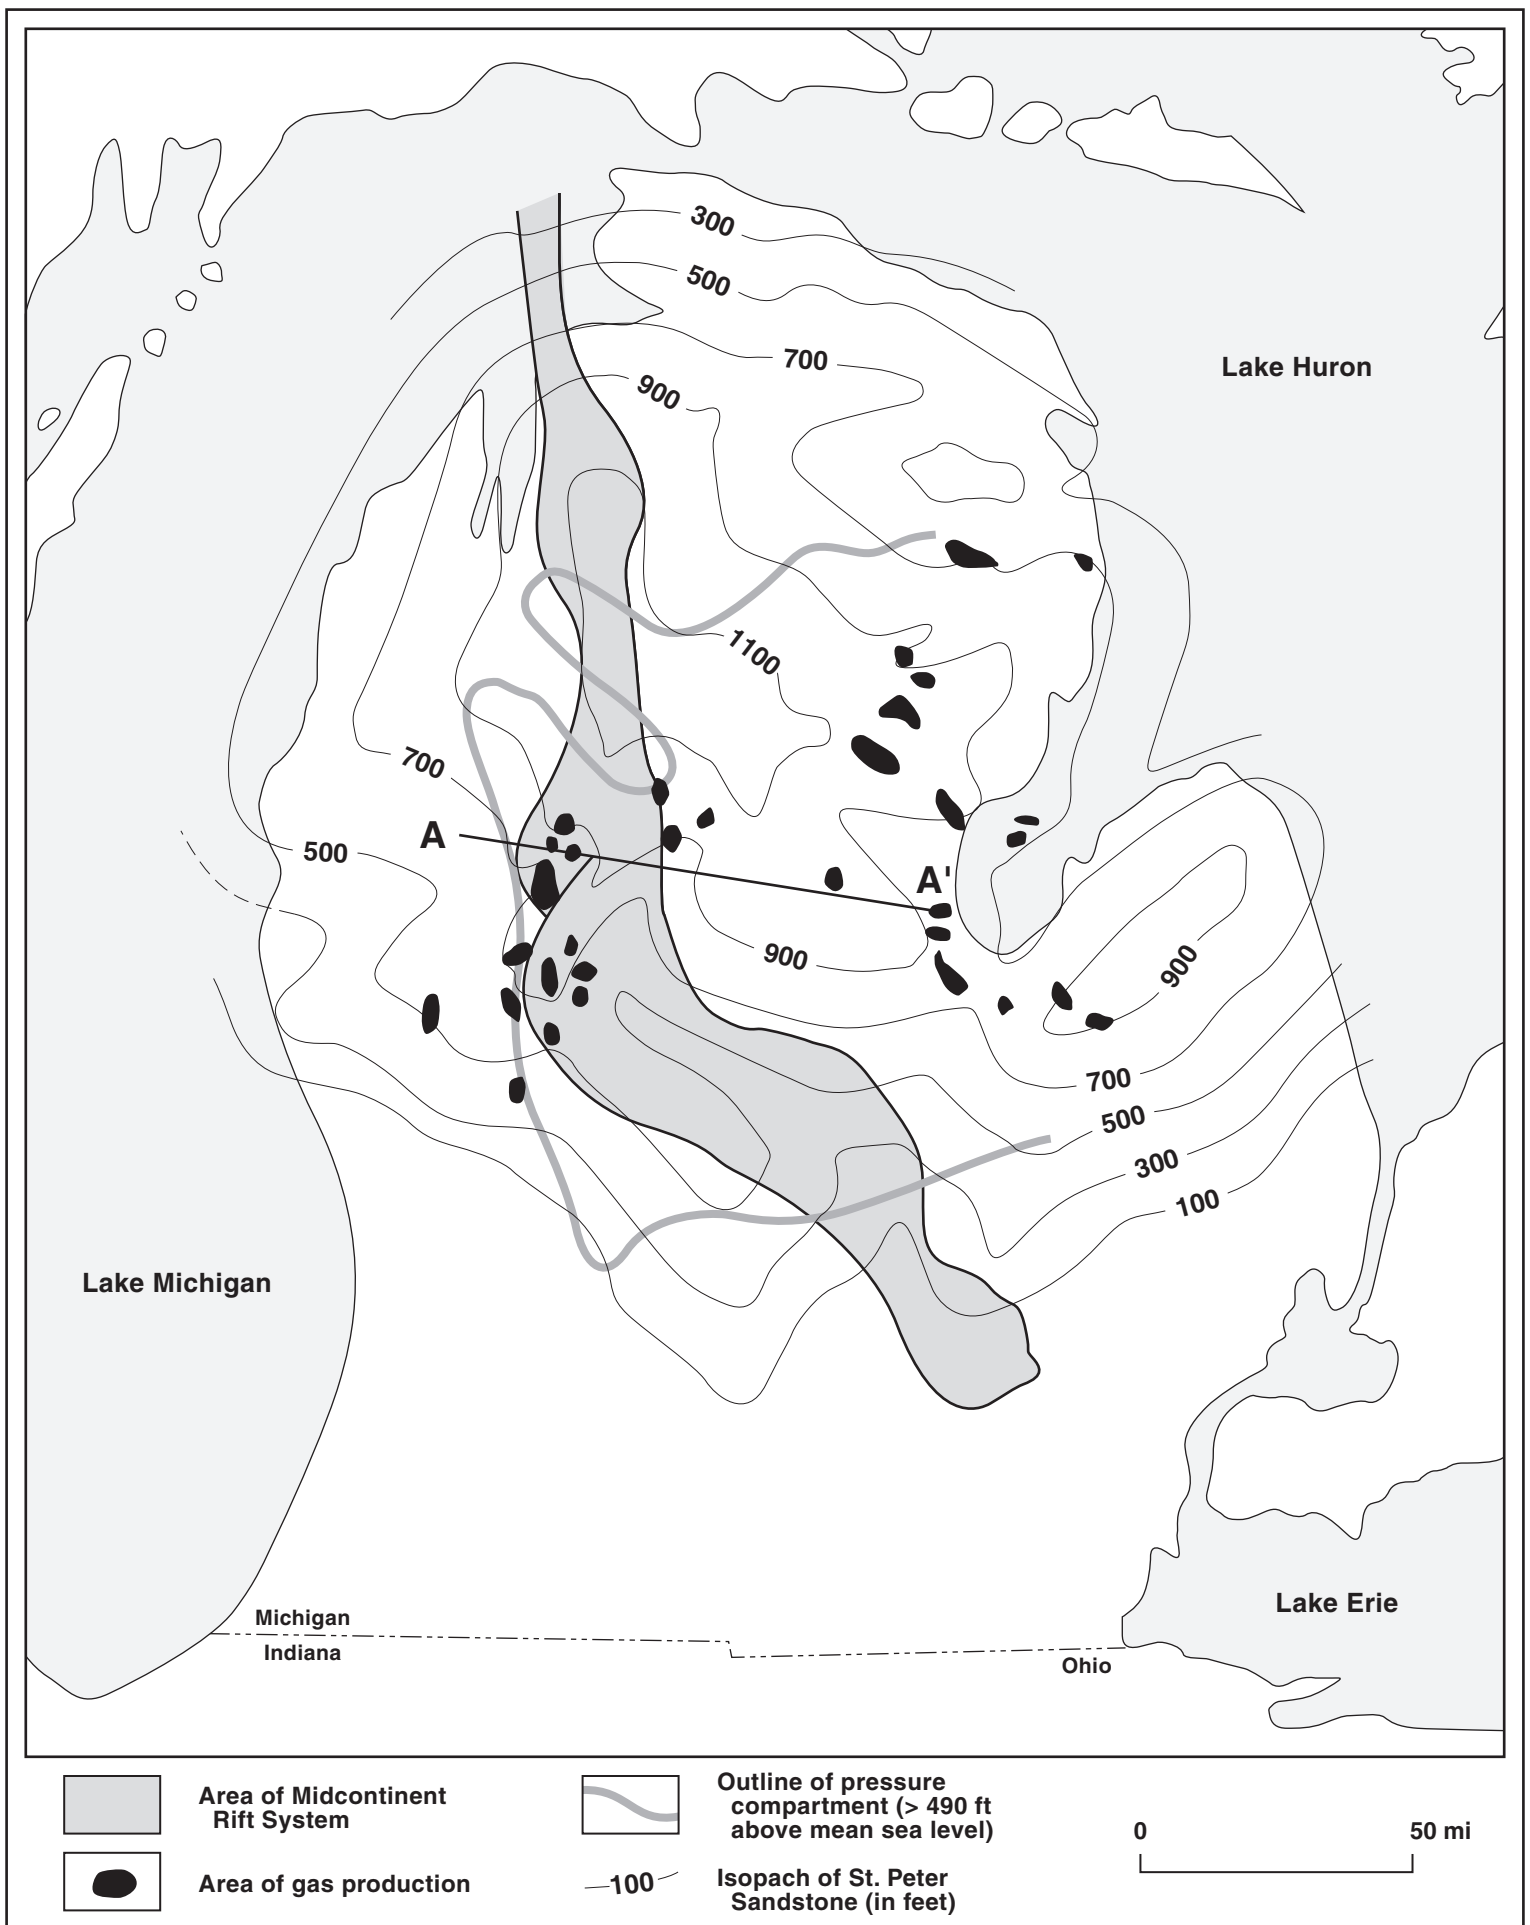 300
500
700
Lake Huron
900
1100
700
A
500
A'
900
900
700
500
300
100
Lake Michigan
Lake Erie
Michigan
Indiana
Ohio
Area of Midcontinent
Rift System
Outline of pressure
compartment (> 490 ft
above mean sea level)
0 50 mi
Area of gas production
100
Isopach of St. Peter
Sandstone (in feet)